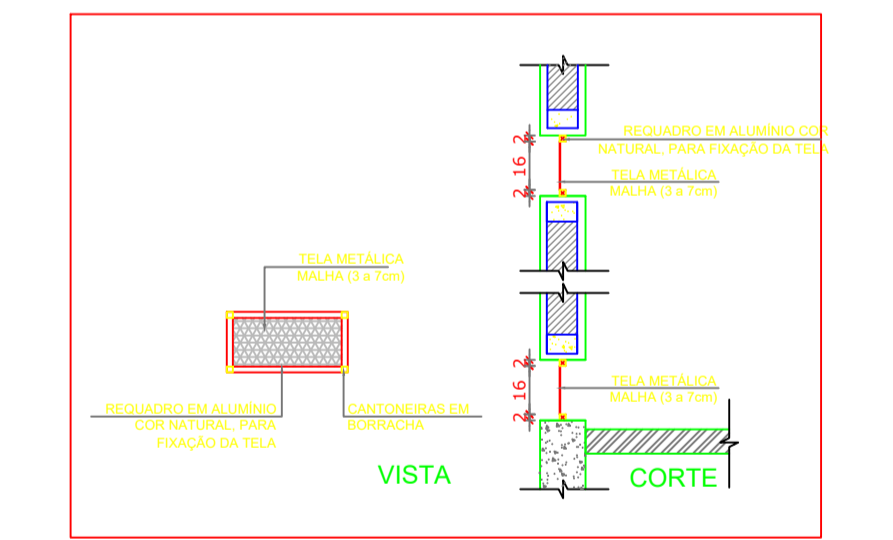 TELA METÁLICA
MALHA (3 a 7cm)
REQUADRO EM ALUMÍNIO
COR NATURAL, PARA
FIXAÇÃO DA TELA
CANTONEIRAS EM
BORRACHA
VISTA
2
16
2
REQUADRO EM ALUMÍNIO COR
NATURAL, PARA FIXAÇÃO DA TELA
TELA METÁLICA
MALHA (3 a 7cm)
2
16
2
TELA METÁLICA
MALHA (3 a 7cm)
CORTE